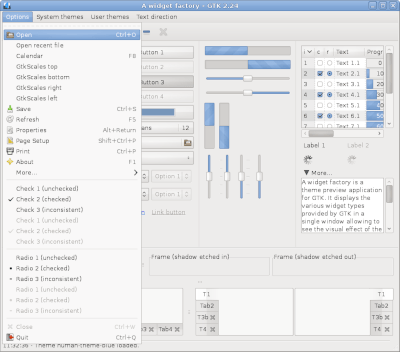 A widget factory - GTK 2.24
Options System themes User themes Text direction
Open Ctrl+O
Open recent file
Calendar F8
GtkScales top
GtkScales bottom
GtkScales right
GtkScales left
Save Ctrl+S
Refresh F5
Properties Alt+Return
Page Setup Shift+Ctrl+P
Print Ctrl+P
About F1
More...
Check 1 (unchecked)
Check 2 (checked)
Check 3 (inconsistent)
Check 1 (unchecked)
Check 2 (checked)
Check 3 (inconsistent)
Radio 1 (unchecked)
Radio 2 (checked)
Radio 3 (inconsistent)
Radio 1 (unchecked)
Radio 2 (checked)
Radio 3 (inconsistent)
Close Ctrl+W
Quit Ctrl+Q
utton 1
utton 2
utton 3
ans 12
Option 1
Option 1
Link button
i c r Text Progr
1 Text 1.1 0
2 Text 2.1 10
3 Text 3.1 20
4 Text 4.1 30
5 Text 5.1
6 Text 6.1 50
7 Text 7.1
Label 1 Label 2
More...
A widget factory is a
theme preview application
for GTK. It displays the
various widget types
provided by GTK in a
single window allowing to
see the visual effect of the
Frame (shadow etched in) Frame (shadow etched out)
T1
Tab2
T3b
T4
T1
Tab2
T3b
T4
Tab3 Tab4
11:32:36 - Theme human-theme-blue loaded.